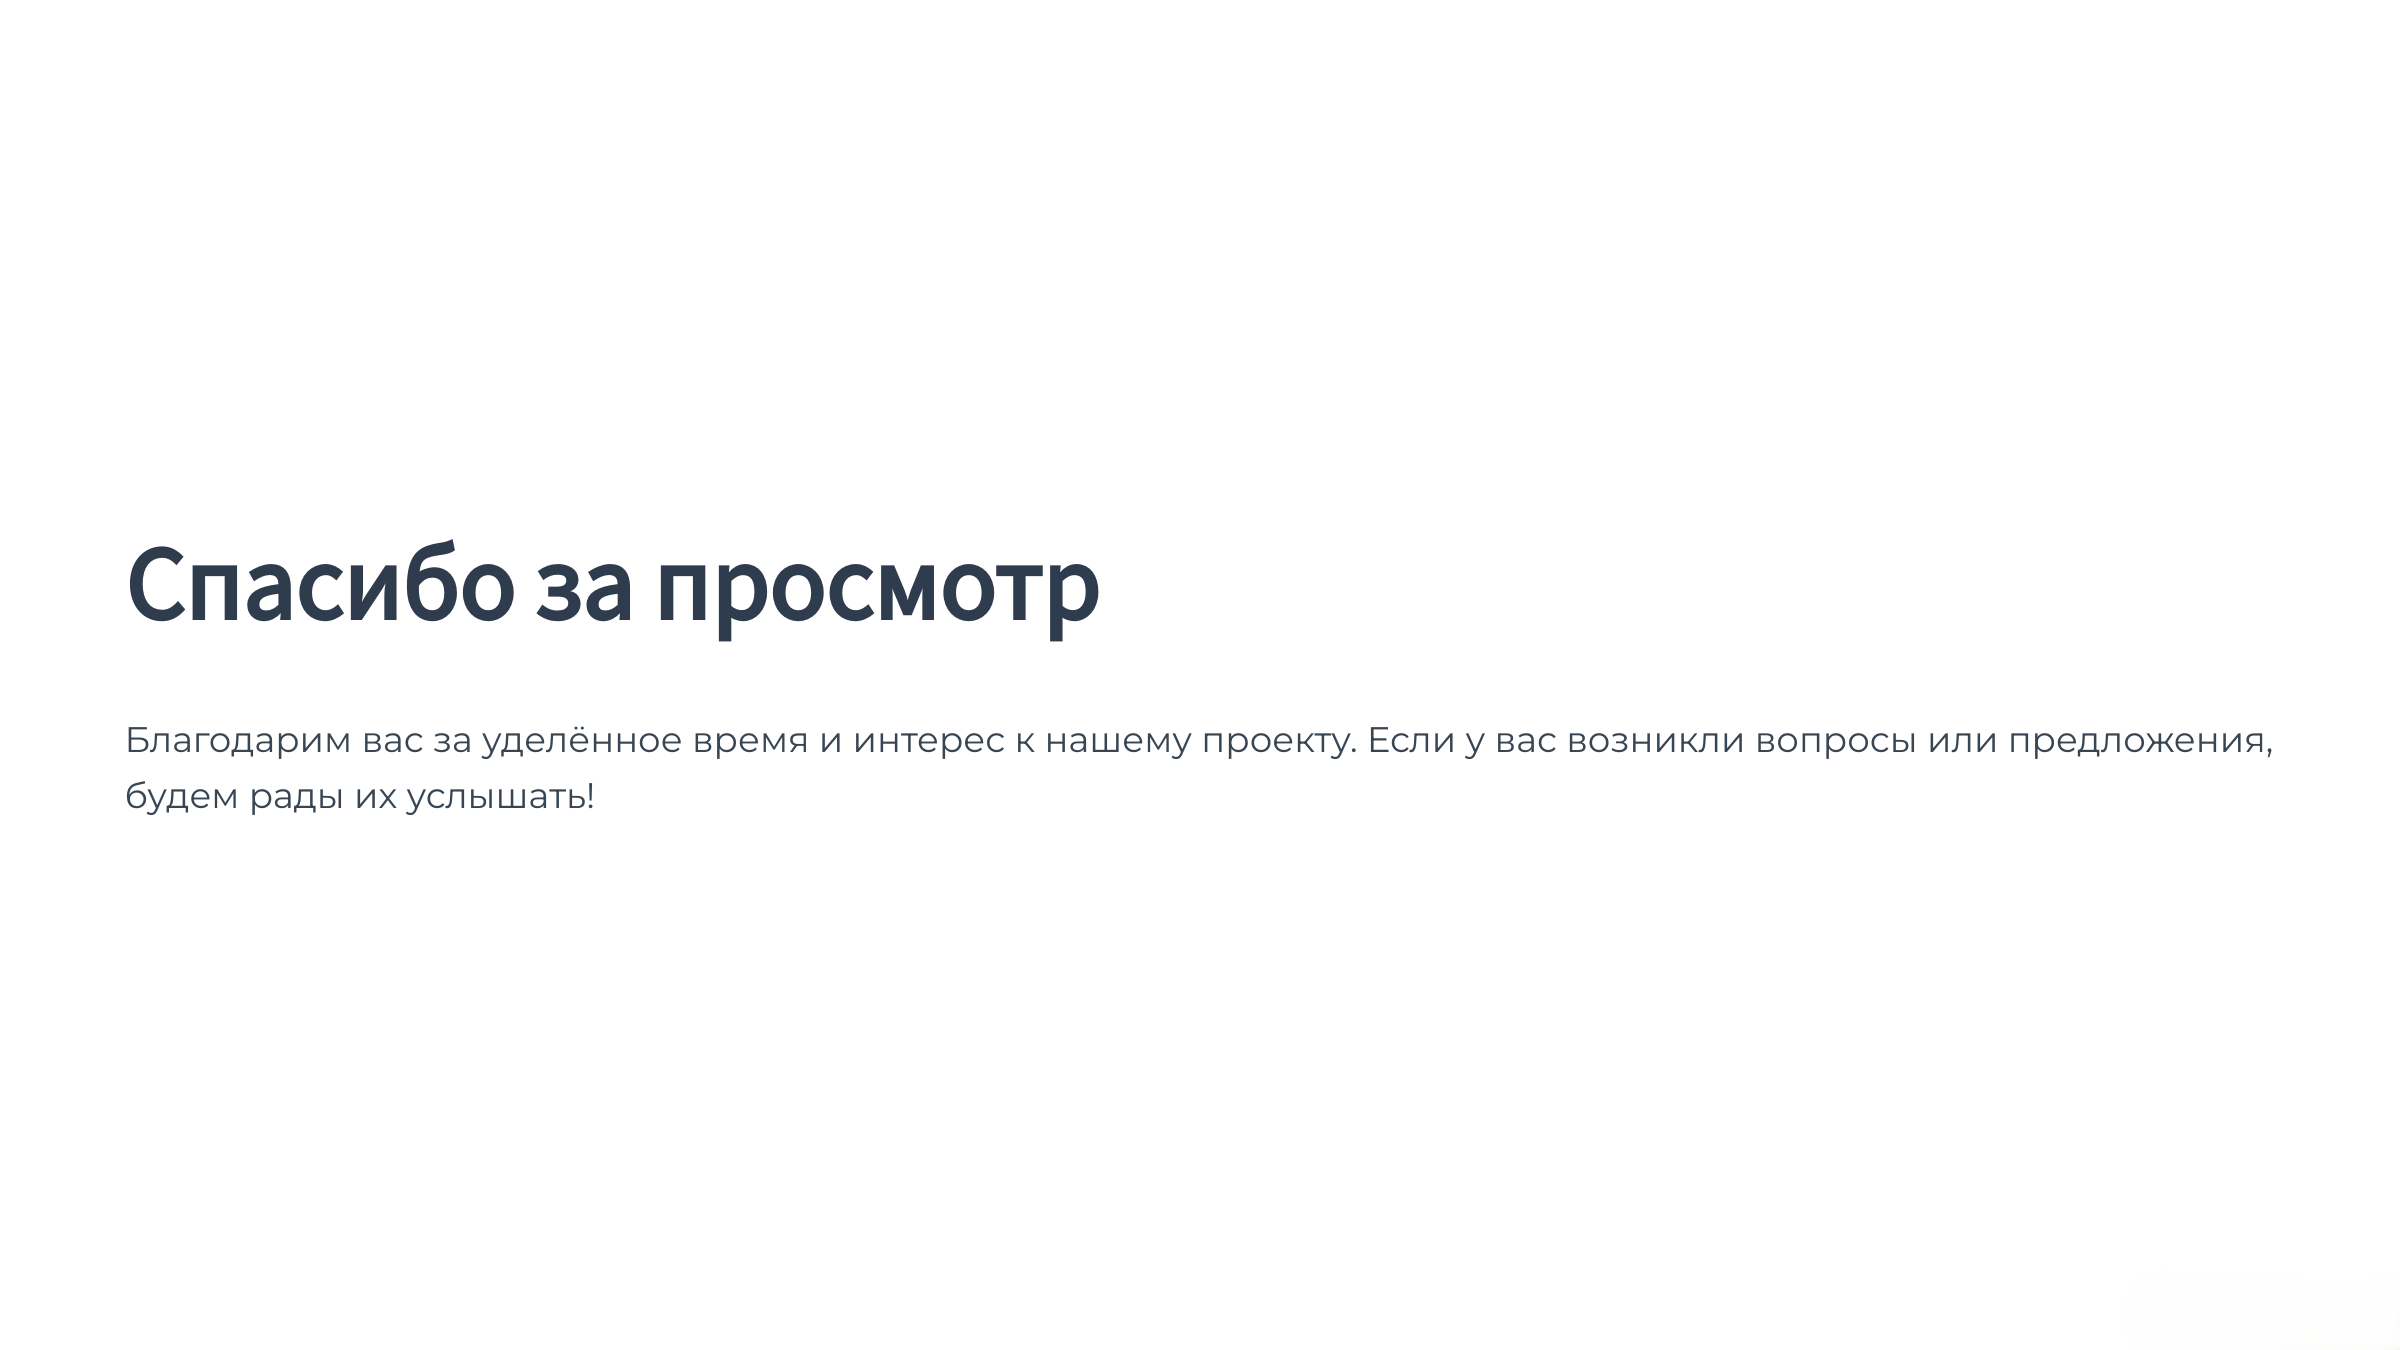 Спасибо за просмотр
Благодарим вас за уделённое время и интерес к нашему проекту. Если у вас возникли вопросы или предложения,
будем рады их услышать!